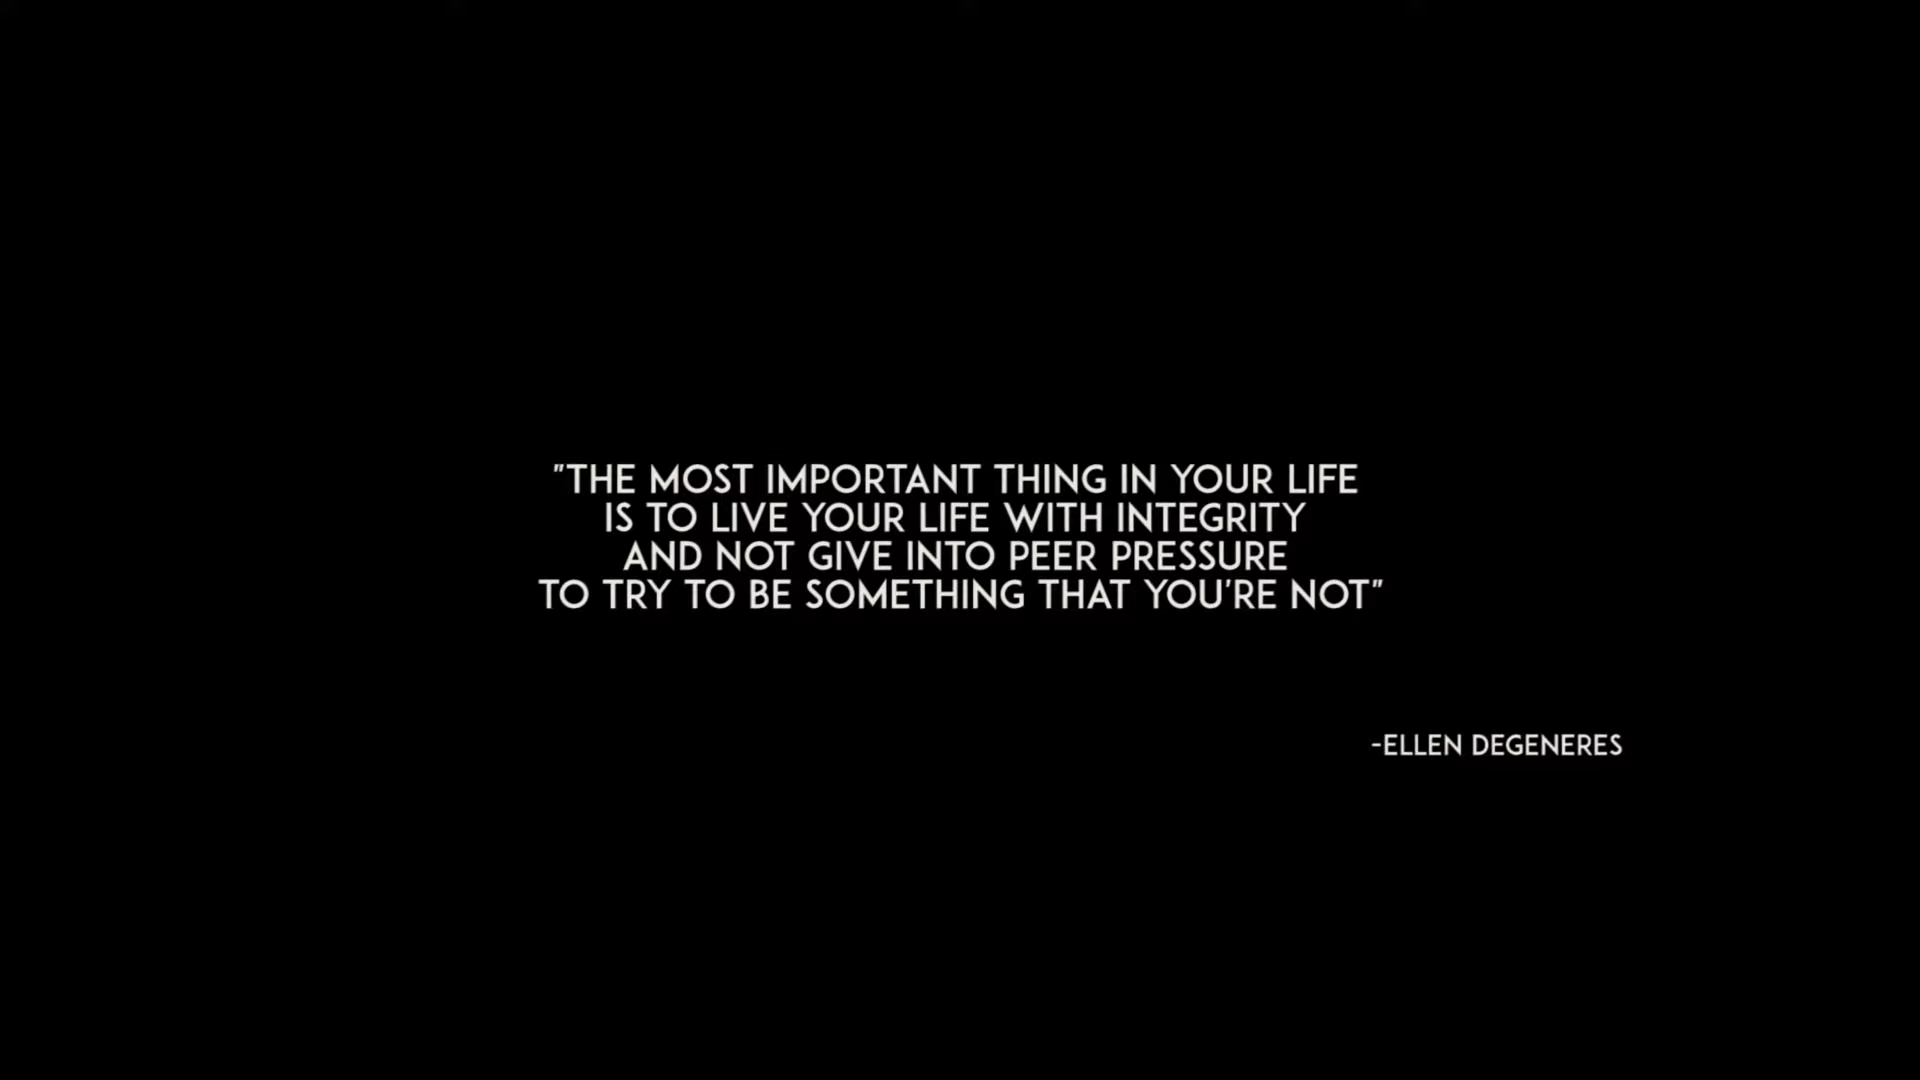 "THE MOST IMPORTANT THING IN YOUR LIFE
IS TO LIVE YOUR LIFE WITH INTEGRITY
AND NOT GIVE INTO PEER PRESSURE
TO TRY TO BE SOMETHING THAT YOU'RE NOT"
-ELLEN DEGENERES